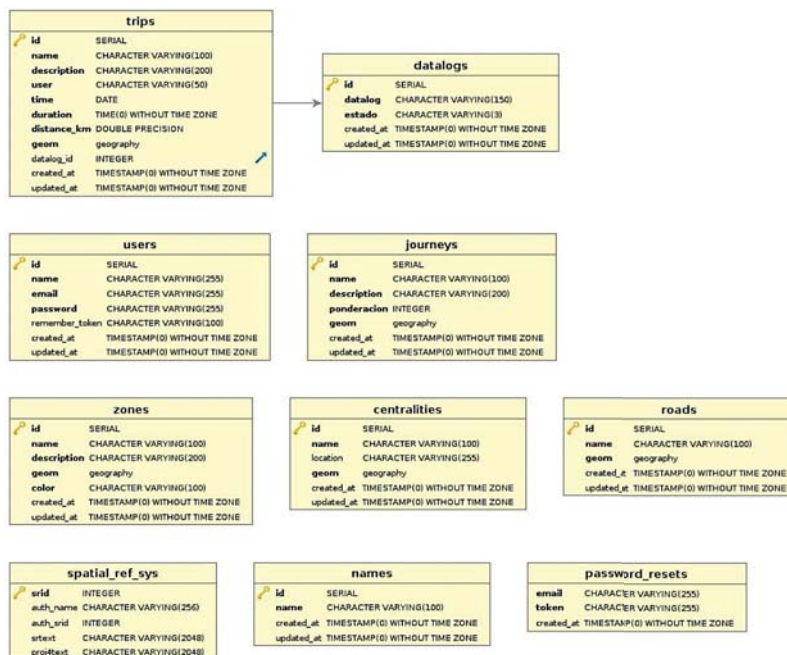 trips
id SERIAL
name CHARACTER VARYING(100)
description CHARACTER VARYING(200)
user CHARACTER VARYING(50)
time DATE
duration TIME(0) WITHOUT TIME ZONE
distance_km DOUBLE PRECISION
geom geography
datalog_id INTEGER
created_at TIMESTAMP(0) WITHOUT TIME ZONE
updated_at TIMESTAMP(0) WITHOUT TIME ZONE
datalogs
id SERIAL
datalog CHARACTER VARYING(150)
estado CHARACTER VARYING(3)
created_at TIMESTAMP(0) WITHOUT TIME ZONE
updated_at TIMESTAMP(0) WITHOUT TIME ZONE
users
id SERIAL
name CHARACTER VARYING(255)
email CHARACTER VARYING(255)
password CHARACTER VARYING(255)
remember_token CHARACTER VARYING(100)
created_at TIMESTAMP(0) WITHOUT TIME ZONE
updated_at TIMESTAMP(0) WITHOUT TIME ZONE
journeys
id SERIAL
name CHARACTER VARYING(100)
description CHARACTER VARYING(200)
ponderacion INTEGER
geom geography
created_at TIMESTAMP(0) WITHOUT TIME ZONE
updated_at TIMESTAMP(0) WITHOUT TIME ZONE
zones
id SERIAL
name CHARACTER VARYING(100)
description CHARACTER VARYING(200)
geom geography
color CHARACTER VARYING(100)
created_at TIMESTAMP(0) WITHOUT TIME ZONE
updated_at TIMESTAMP(0) WITHOUT TIME ZONE
centralities
id SERIAL
name CHARACTER VARYING(100)
location CHARACTER VARYING(255)
geom geography
created_at TIMESTAMP(0) WITHOUT TIME ZONE
updated_at TIMESTAMP(0) WITHOUT TIME ZONE
roads
id SERIAL
name CHARACTER VARYING(100)
geom geography
created_at TIMESTAMP(0) WITHOUT TIME ZONE
updated_at TIMESTAMP(0) WITHOUT TIME ZONE
spatial_ref_sys
srid INTEGER
auth_name CHARACTER VARYING(256)
auth_srid INTEGER
srtext CHARACTER VARYING(2048)
proj4text CHARACTER VARYING(2048)
names
id SERIAL
name CHARACTER VARYING(100)
created_at TIMESTAMP(0) WITHOUT TIME ZONE
updated_at TIMESTAMP(0) WITHOUT TIME ZONE
password_resets
email CHARACTER VARYING(255)
token CHARACTER VARYING(255)
created_at TIMESTAMP(0) WITHOUT TIME ZONE